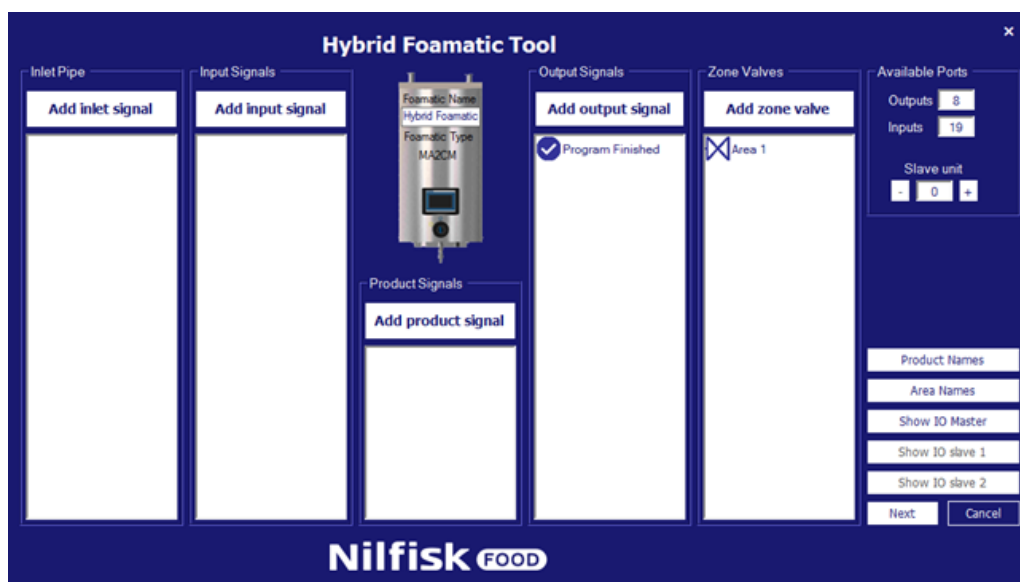 ×
Hybrid Foamatic Tool
Inlet Pipe
Add inlet signal
Input Signals
Add input signal
Foamatic Name
Hybrid Foamatic
Foamatic Type
MA2CM
Product Signals
Add product signal
Output Signals
Add output signal
Program Finished
Zone Valves
Add zone valve
Area 1
Available Ports
Outputs 8
Inputs 19
Slave unit
- 0 +
Product Names
Area Names
Show IO Master
Show IO slave 1
Show IO slave 2
Next Cancel
Nilfisk FOOD